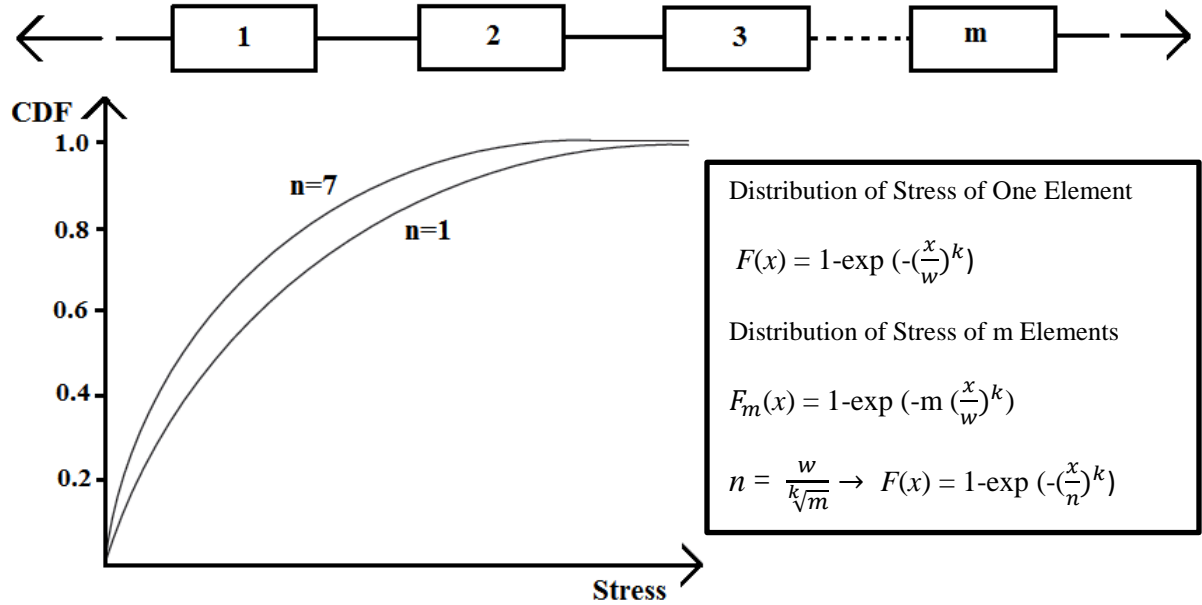 1 2 3 m
CDF
1.0
0.8
0.6
0.4
0.2
n=7
n=1
Stress
Distribution of Stress of One Element
F(x) = 1-exp (-(x/w)^k)
Distribution of Stress of m Elements
F_m(x) = 1-exp (-m (x/w)^k)
n = w/ᵏ√m → F(x) = 1-exp (-(x/n)^k)